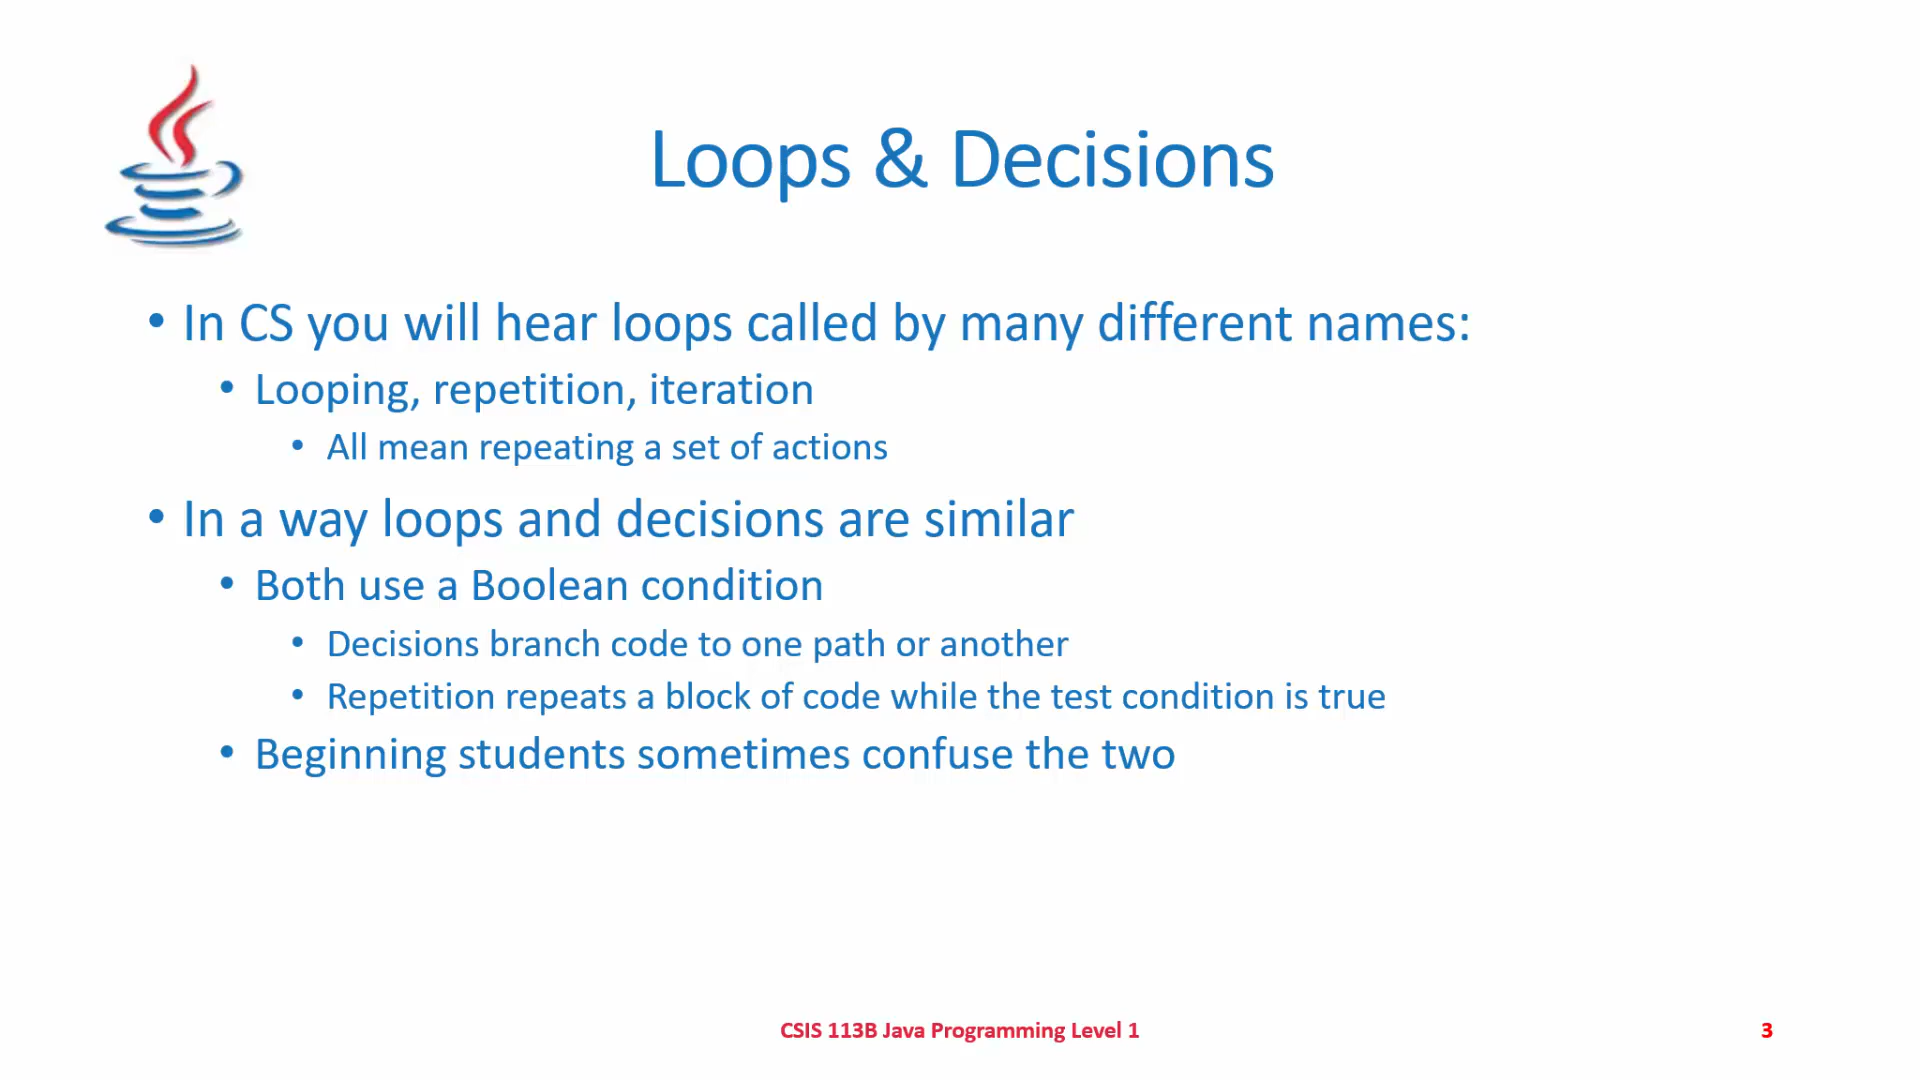 Loops & Decisions
• In CS you will hear loops called by many different names:
• Looping, repetition, iteration
• All mean repeating a set of actions
• In a way loops and decisions are similar
• Both use a Boolean condition
• Decisions branch code to one path or another
• Repetition repeats a block of code while the test condition is true
• Beginning students sometimes confuse the two
CSIS 113B Java Programming Level 1
3